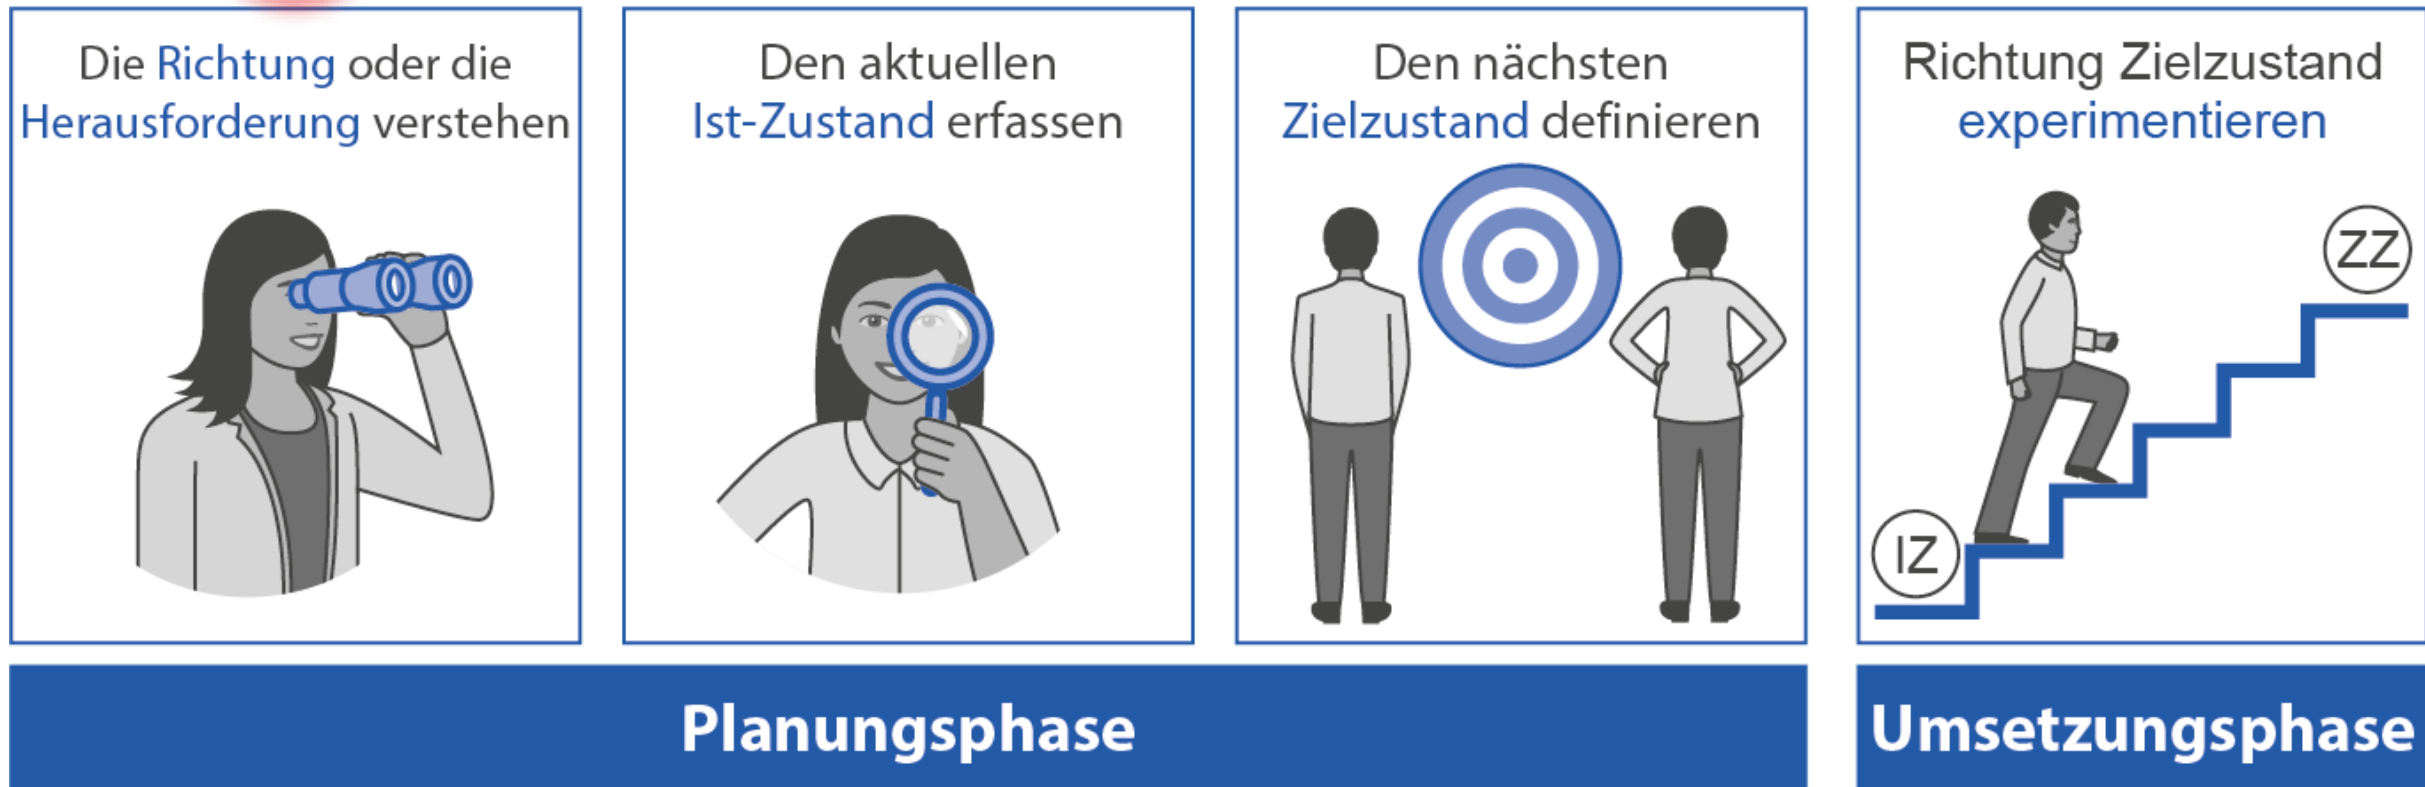 Die Richtung oder die
Herausforderung verstehen
Den aktuellen
Ist-Zustand erfassen
Den nächsten
Zielzustand definieren
Richtung Zielzustand
experimentieren
ZZ
IZ
Planungsphase
Umsetzungsphase